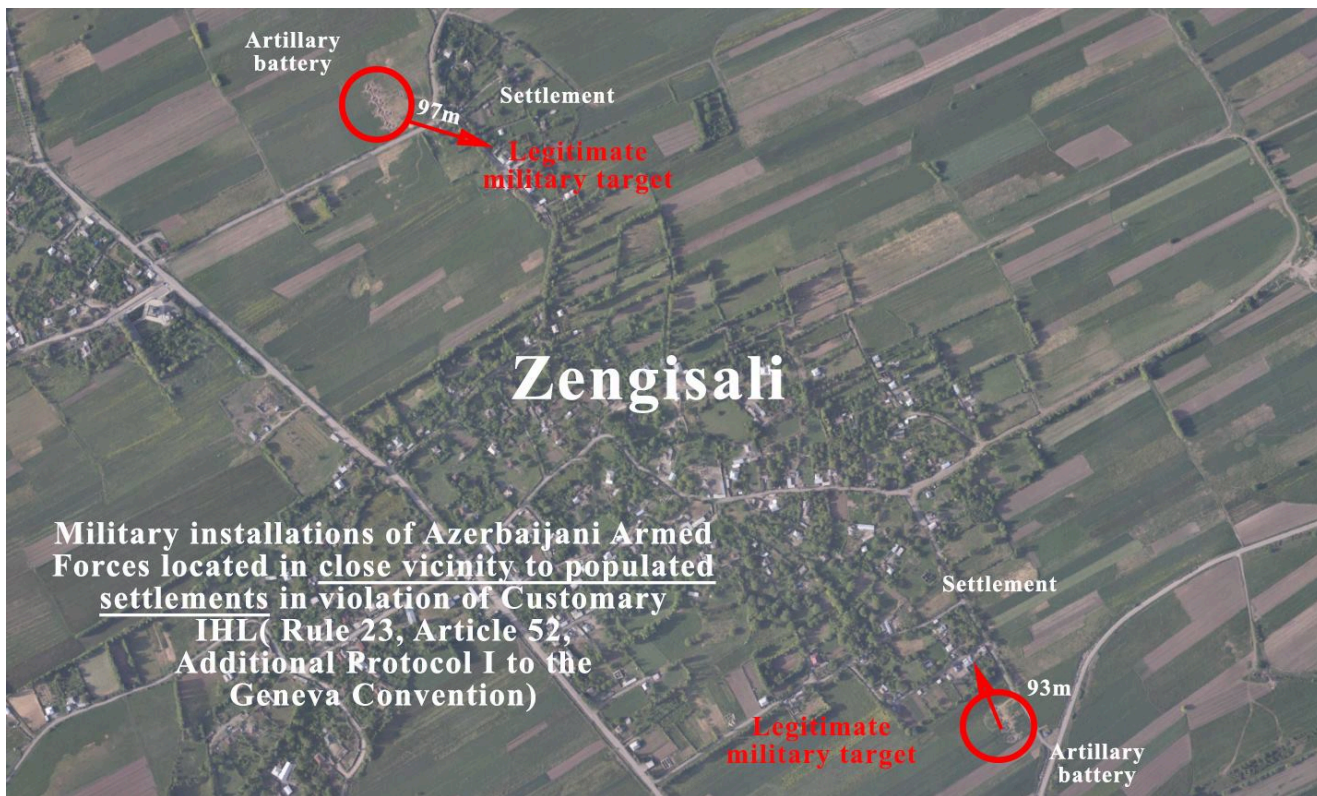 Artillary
battery
97m
Settlement
Legitimate
military target
Zengisali
Military installations of Azerbaijani Armed
Forces located in close vicinity to populated
settlements in violation of Customary
IHL( Rule 23, Article 52,
Additional Protocol I to the
Geneva Convention)
Settlement
93m
Legitimate
military target
Artillary
battery